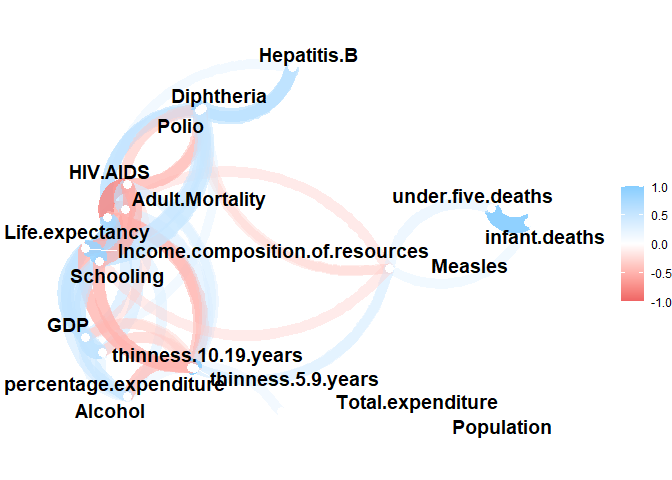 Hepatitis.B
Diphtheria
Polio
HIV.AIDS
Adult.Mortality
under.five.deaths
Life.expectancy
infant.deaths
Income.composition.of.resources
Measles
Schooling
GDP
thinness.10.19.years
thinness.5.9.years
percentage.expenditure
Alcohol
Total.expenditure
Population
1.0
0.5
0.0
-0.5
-1.0